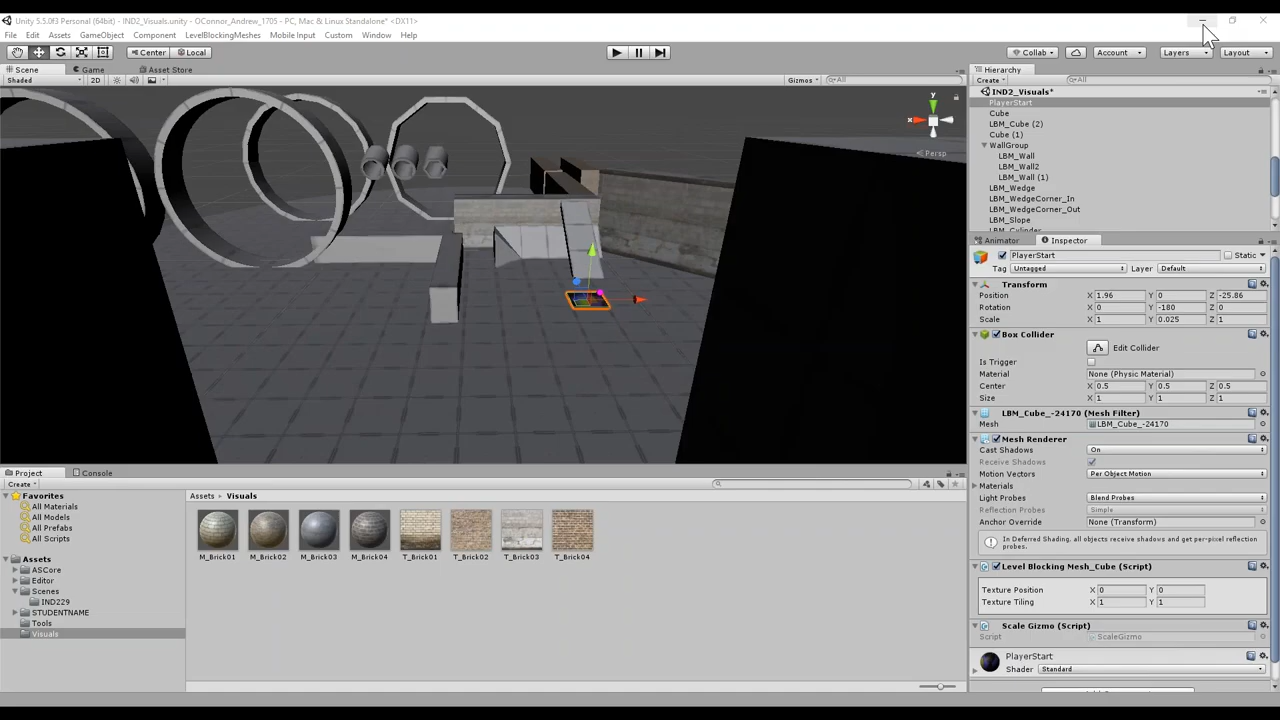 Unity 5.5.0f3 Personal (64bit) - IND2_Visuals.unity - OConnor_Andrew_1705 - PC, Mac & Linux Standalone* <DX11>
File Edit Assets GameObject Component LevelBlockingMeshes Mobile Input Custom Window Help
Center Local Collab Account Layers Layout
Scene Game Asset Store
Shaded 2D Gizmos All
y
x
Persp
Hierarchy
Create All
IND2_Visuals*
PlayerStart
Cube
LBM_Cube (2)
Cube (1)
WallGroup
LBM_Wall
LBM_Wall2
LBM_Wall (1)
LBM_Wedge
LBM_WedgeCorner_In
LBM_WedgeCorner_Out
LBM_Slope
LBM_Cylinder
Animator Inspector
PlayerStart Static
Tag Untagged Layer Default
Transform
Position X 1.96 Y 0 Z -25.86
Rotation X 0 Y -180 Z 0
Scale X 1 Y 0.025 Z 1
Box Collider
Edit Collider
Is Trigger
Material None (Physic Material)
Center X 0.5 Y 0.5 Z 0.5
Size X 1 Y 1 Z 1
LBM_Cube_-24170 (Mesh Filter)
Mesh LBM_Cube_-24170
Mesh Renderer
Cast Shadows On
Receive Shadows
Motion Vectors Per Object Motion
Materials
Light Probes Blend Probes
Reflection Probes Simple
Anchor Override None (Transform)
In Deferred Shading, all objects receive shadows and get per-pixel reflection
probes.
Level Blocking Mesh_Cube (Script)
Texture Position X 0 Y 0
Texture Tiling X 1 Y 1
Scale Gizmo (Script)
Script ScaleGizmo
PlayerStart
Shader Standard
Project Console
Create
Favorites
All Materials
All Models
All Prefabs
All Scripts
Assets
ASCore
Editor
Scenes
IND229
STUDENTNAME
Tools
Visuals
Assets Visuals
M_Brick01 M_Brick02 M_Brick03 M_Brick04 T_Brick01 T_Brick02 T_Brick03 T_Brick04